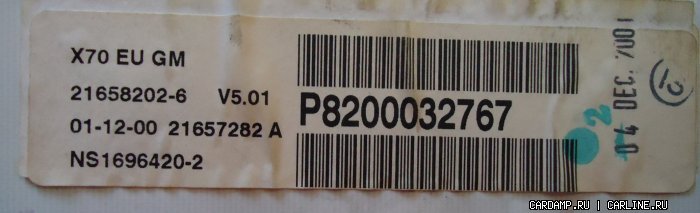 X70 EU GM
21658202-6 V5.01
01-12-00 21657282 A
NS1696420-2
P8200032767
2
04 DEC. 2001
CARDAMP.RU | CARLINE.RU